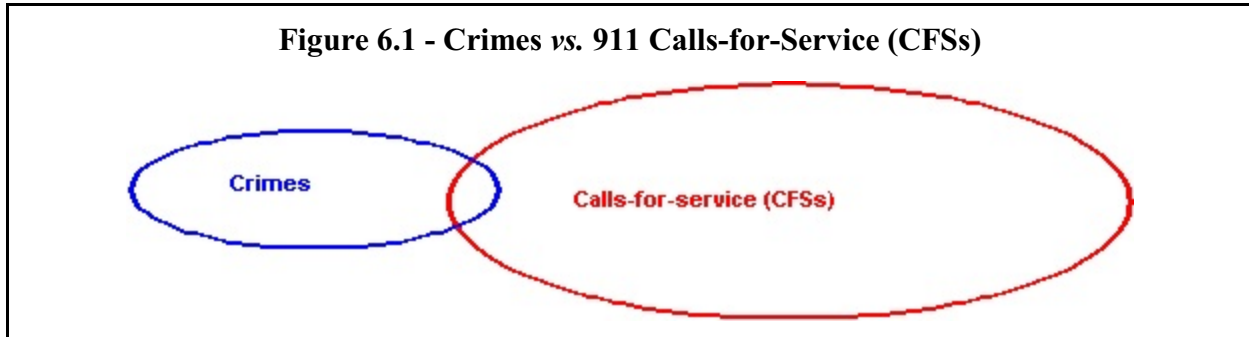 Figure 6.1 - Crimes vs. 911 Calls-for-Service (CFSs)
Crimes
Calls-for-service (CFSs)